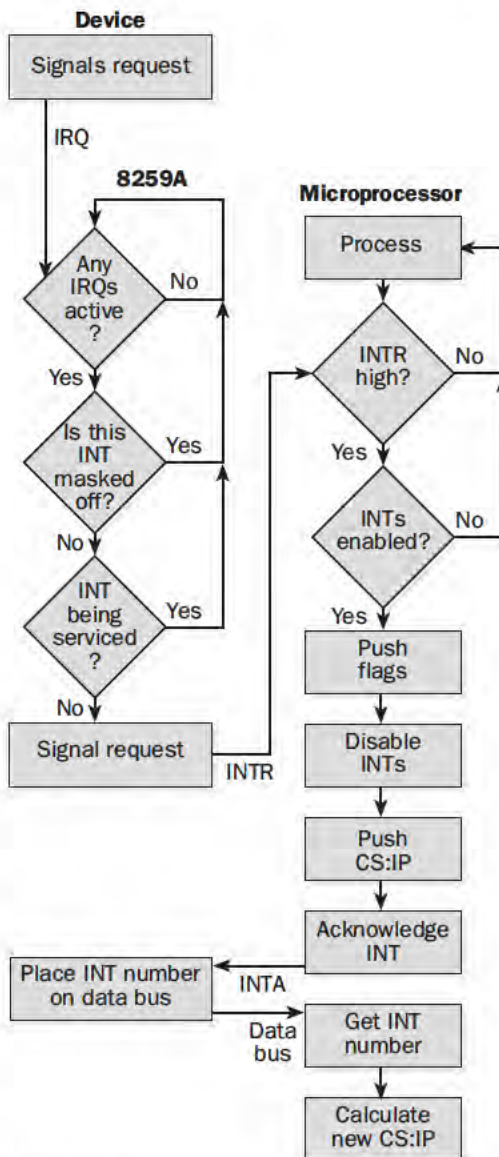 Device
Signals request
IRQ
8259A
Any
IRQs
active
?
No
Yes
Is this
INT
masked
off?
Yes
No
INT
being
serviced
?
Yes
No
Signal request
INTR
Microprocessor
Process
INTR
high?
No
Yes
INTs
enabled?
No
Yes
Push
flags
Disable
INTs
Push
CS:IP
Acknowledge
INT
INTA
Place INT number
on data bus
Data
bus
Get INT
number
Calculate
new CS:IP